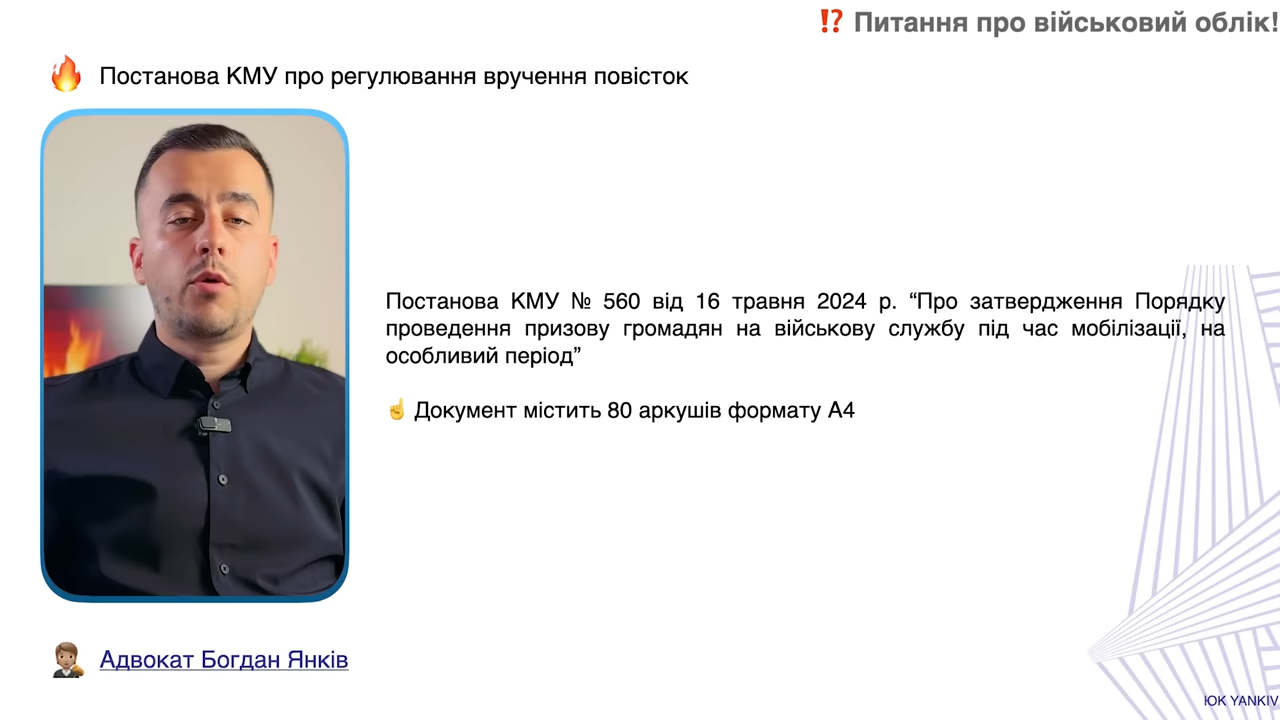 ⁉️ Питання про військовий облік!
🔥 Постанова КМУ про регулювання вручення повісток
Постанова КМУ № 560 від 16 травня 2024 р. “Про затвердження Порядку
проведення призову громадян на військову службу під час мобілізації, на
особливий період”
☝️ Документ містить 80 аркушів формату А4
Адвокат Богдан Янків
ЮК YANKIV